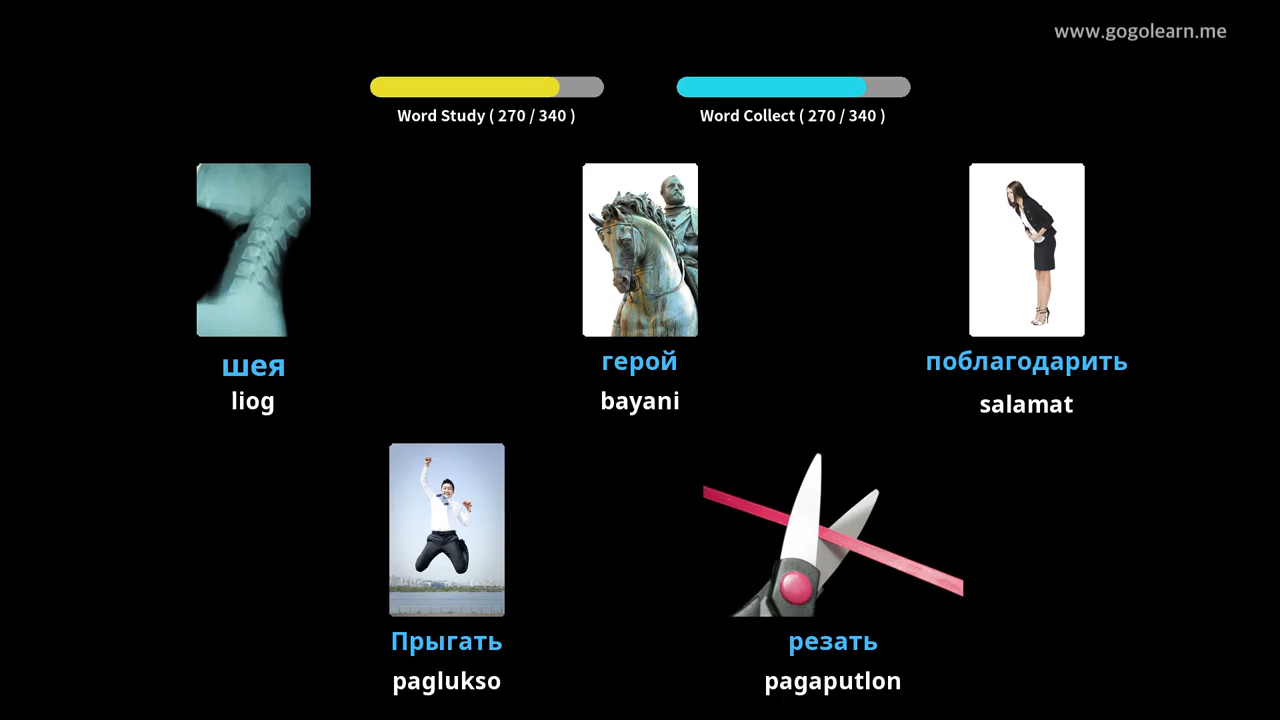 www.gogolearn.me
Word Study ( 270 / 340 )
Word Collect ( 270 / 340 )
шея
liog
герой
bayani
поблагодарить
salamat
Прыгать
paglukso
резать
pagaputlon